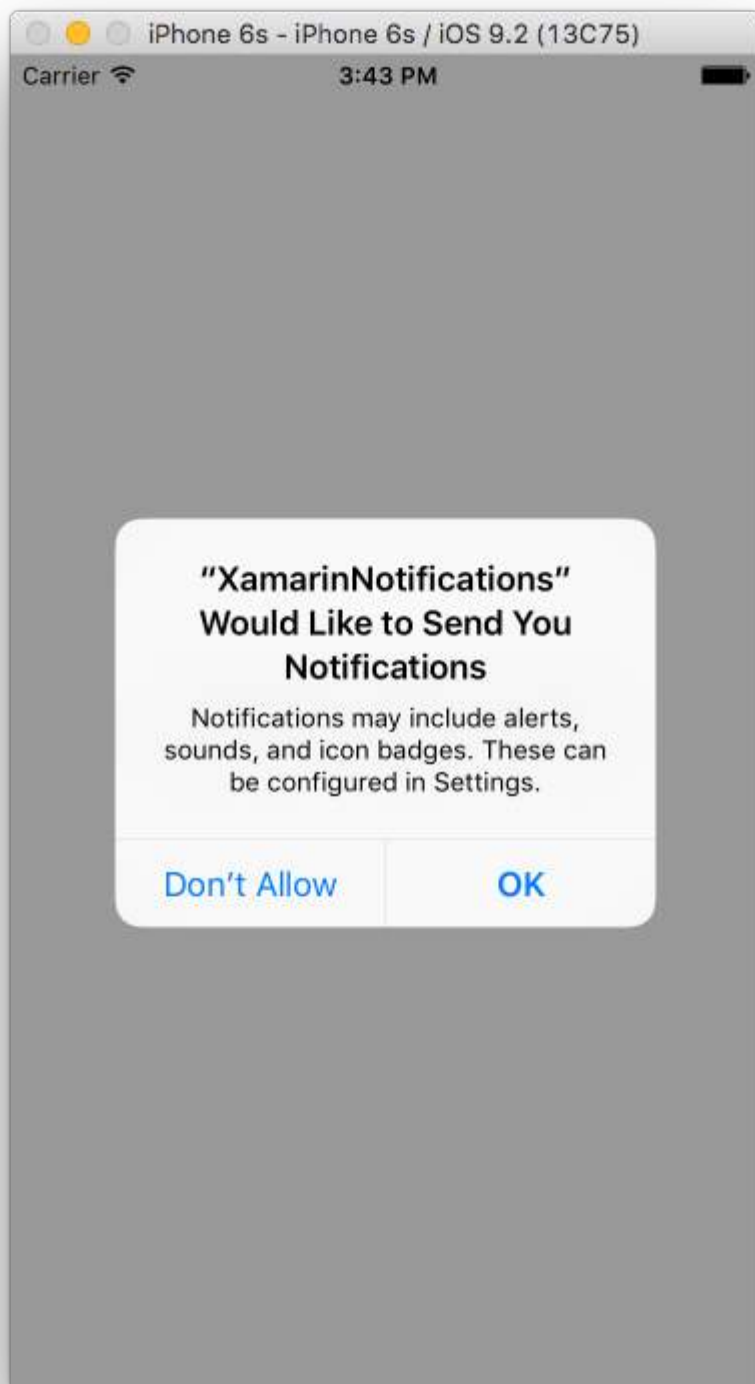 iPhone 6s - iPhone 6s / iOS 9.2 (13C75)
Carrier
3:43 PM
"XamarinNotifications"
Would Like to Send You
Notifications
Notifications may include alerts,
sounds, and icon badges. These can
be configured in Settings.
Don't Allow
OK